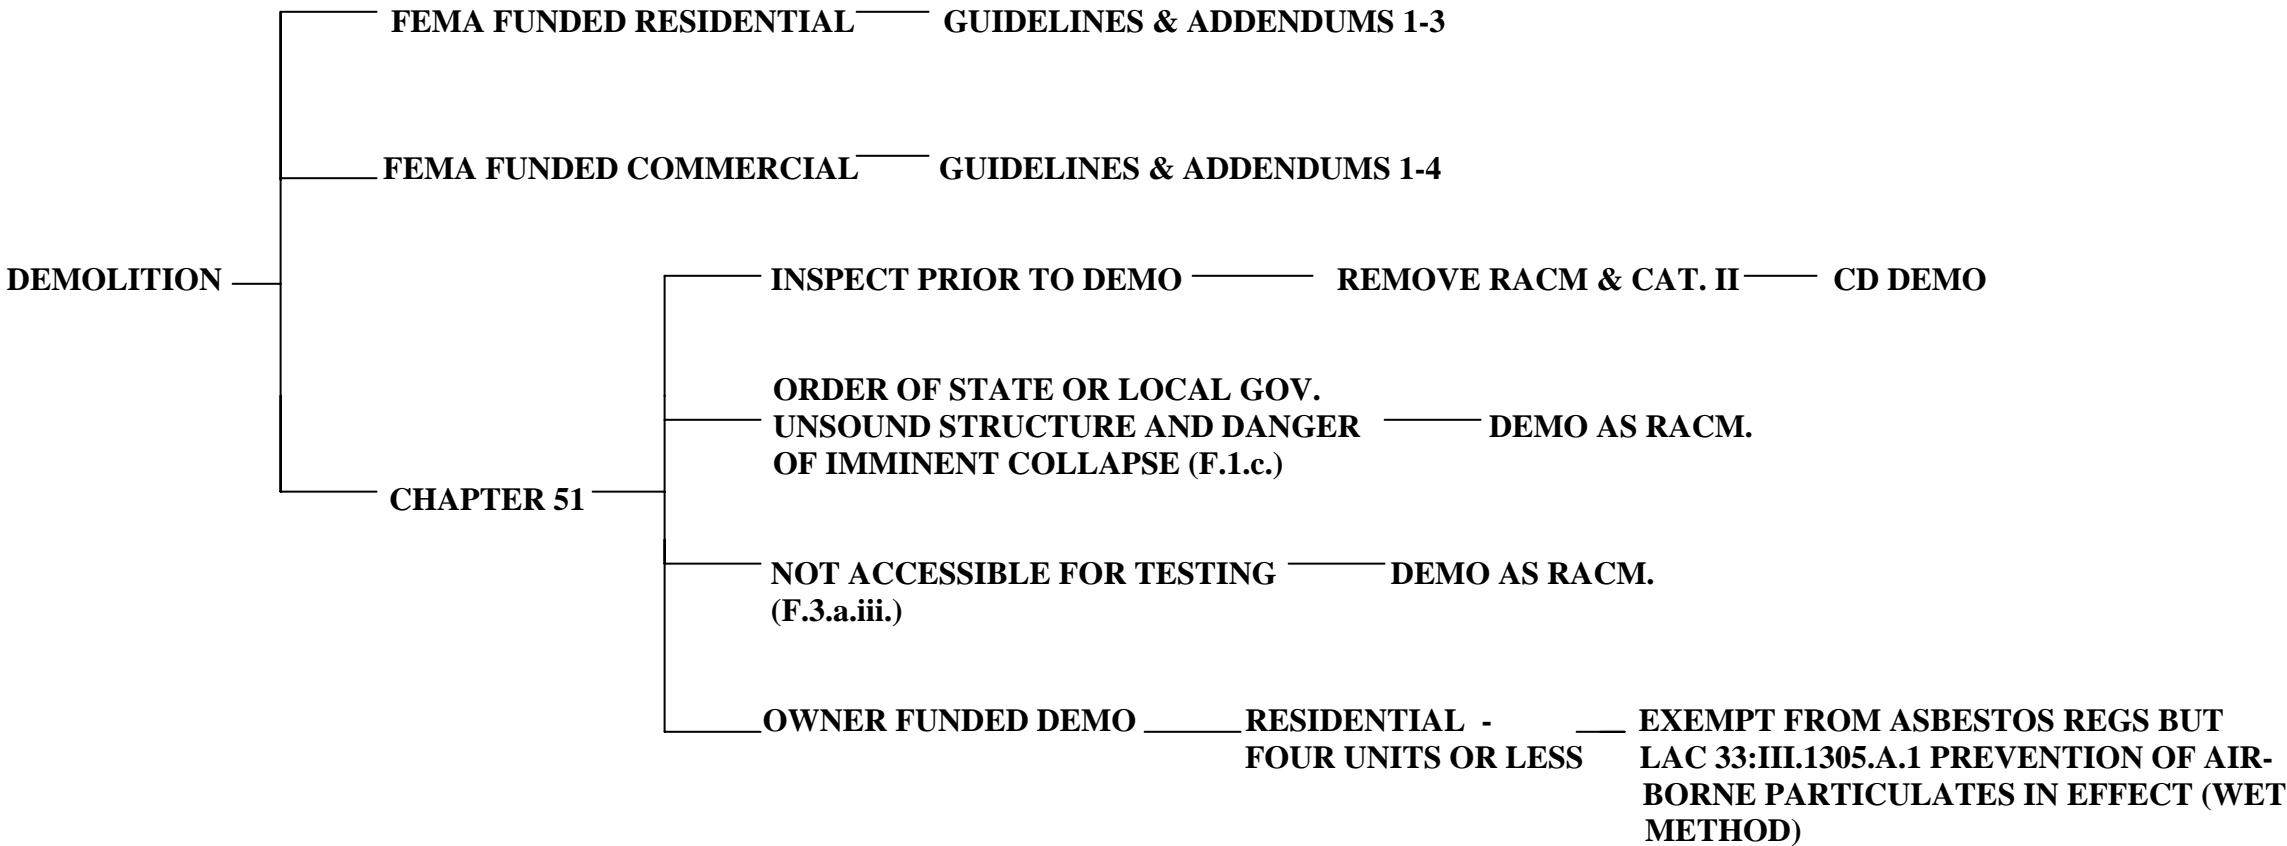 FEMA FUNDED RESIDENTIAL GUIDELINES & ADDENDUMS 1-3
FEMA FUNDED COMMERCIAL GUIDELINES & ADDENDUMS 1-4
DEMOLITION
INSPECT PRIOR TO DEMO REMOVE RACM & CAT. II CD DEMO
ORDER OF STATE OR LOCAL GOV.
UNSOUND STRUCTURE AND DANGER
OF IMMINENT COLLAPSE (F.1.c.)
DEMO AS RACM.
CHAPTER 51
NOT ACCESSIBLE FOR TESTING
(F.3.a.iii.)
DEMO AS RACM.
OWNER FUNDED DEMO
RESIDENTIAL -
FOUR UNITS OR LESS
EXEMPT FROM ASBESTOS REGS BUT
LAC 33:III.1305.A.1 PREVENTION OF AIR-
BORNE PARTICULATES IN EFFECT (WET
METHOD)